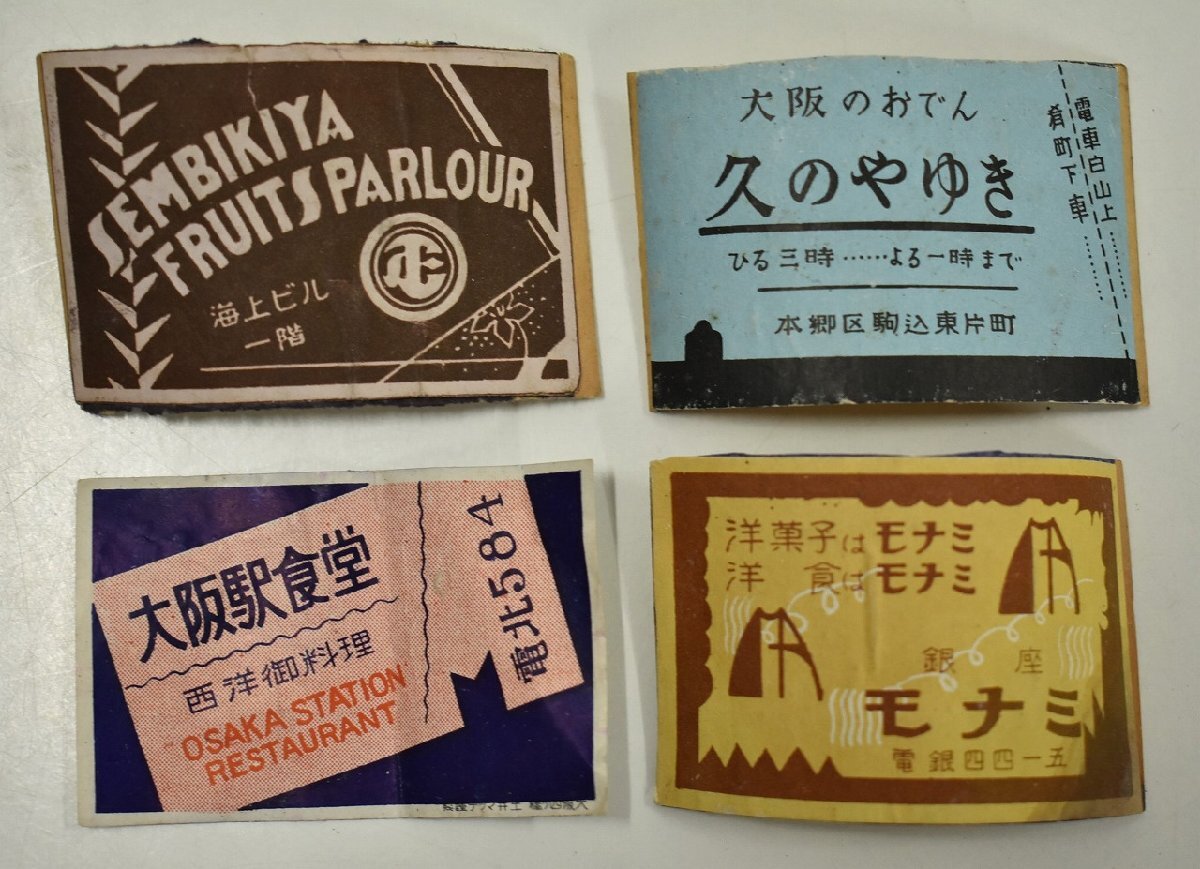 SEMBIKIYA
FRUITS PARLOUR
海上ビル
一階
大阪のおでん
久のやゆき
ひる三時……よる一時まで
本郷区駒込東片町
電車白山上……
肴町下車……
大阪駅食堂
西洋御料理
OSAKA STATION
RESTAURANT
電北584
洋菓子はモナミ
洋食はモナミ
銀座
モナミ
電銀四四一五